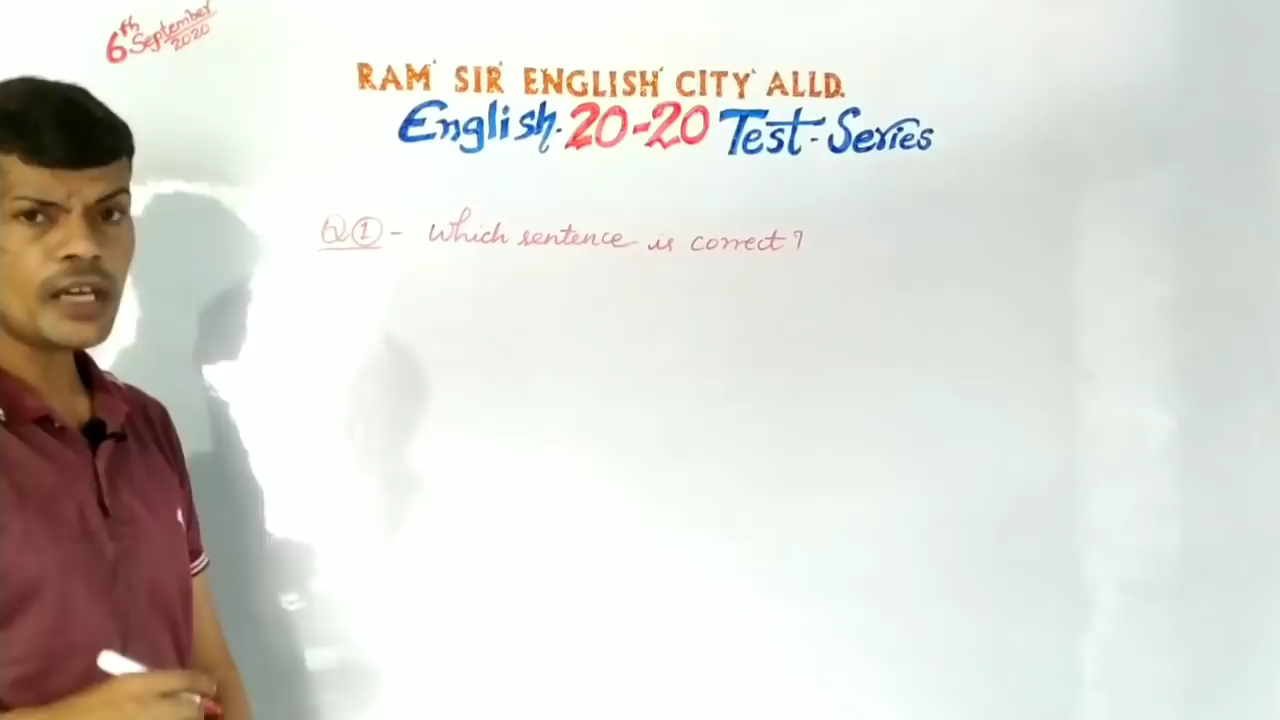 6th September
2020
RAM SIR ENGLISH CITY ALLD.
English-20-20 Test-Series
Q① - Which sentence is correct?